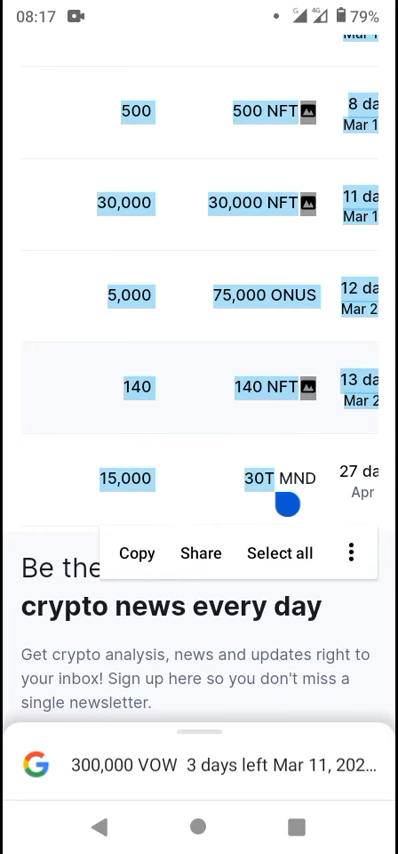 08:17 4G 79%
500 500 NFT 8 da
Mar 1
30,000 30,000 NFT 11 da
Mar 1
5,000 75,000 ONUS 12 da
Mar 2
140 140 NFT 13 da
Mar 2
15,000 30T MND 27 da
Apr
Copy Share Select all
Be the
crypto news every day
Get crypto analysis, news and updates right to
your inbox! Sign up here so you don't miss a
single newsletter.
300,000 VOW 3 days left Mar 11, 202...